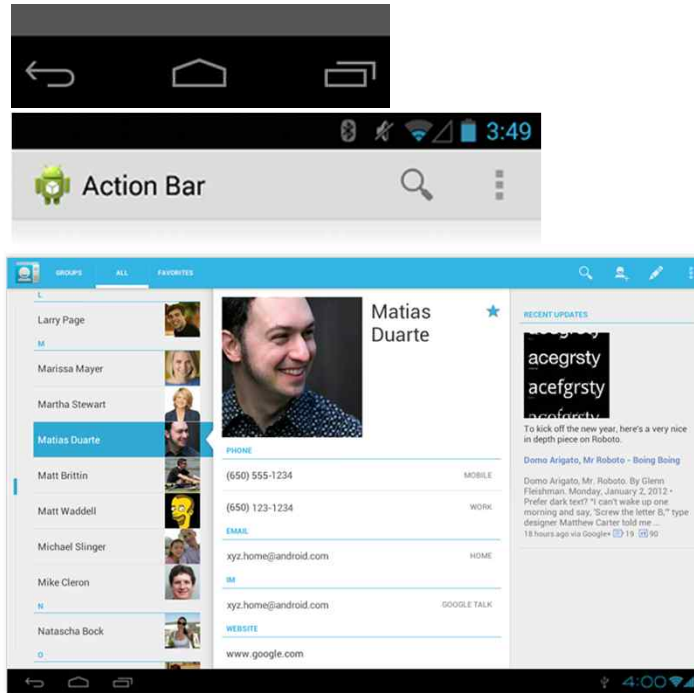 3:49
Action Bar
GROUPS ALL FAVORITES
L
Larry Page
M
Marissa Mayer
Martha Stewart
Matias Duarte
Matt Brittin
Matt Waddell
Michael Slinger
Mike Cleron
N
Natascha Bock
O
Matias
Duarte
PHONE
(650) 555-1234 MOBILE
(650) 123-1234 WORK
EMAIL
xyz.home@android.com HOME
IM
xyz.home@android.com GOOGLE TALK
WEBSITE
www.google.com
RECENT UPDATES
acegrsty
acegrsty
acefgrsty
acofgrsty
To kick off the new year, here's a very nice
in depth piece on Roboto.
Domo Arigato, Mr Roboto - Boing Boing
Domo Arigato, Mr. Roboto. By Glenn
Fleishman. Monday, January 2, 2012 •
Prefer dark text? "I can't wake up one
morning and say, 'Screw the letter B,'" type
designer Matthew Carter told me ...
18 hours ago via Google+ 19 90
4:00